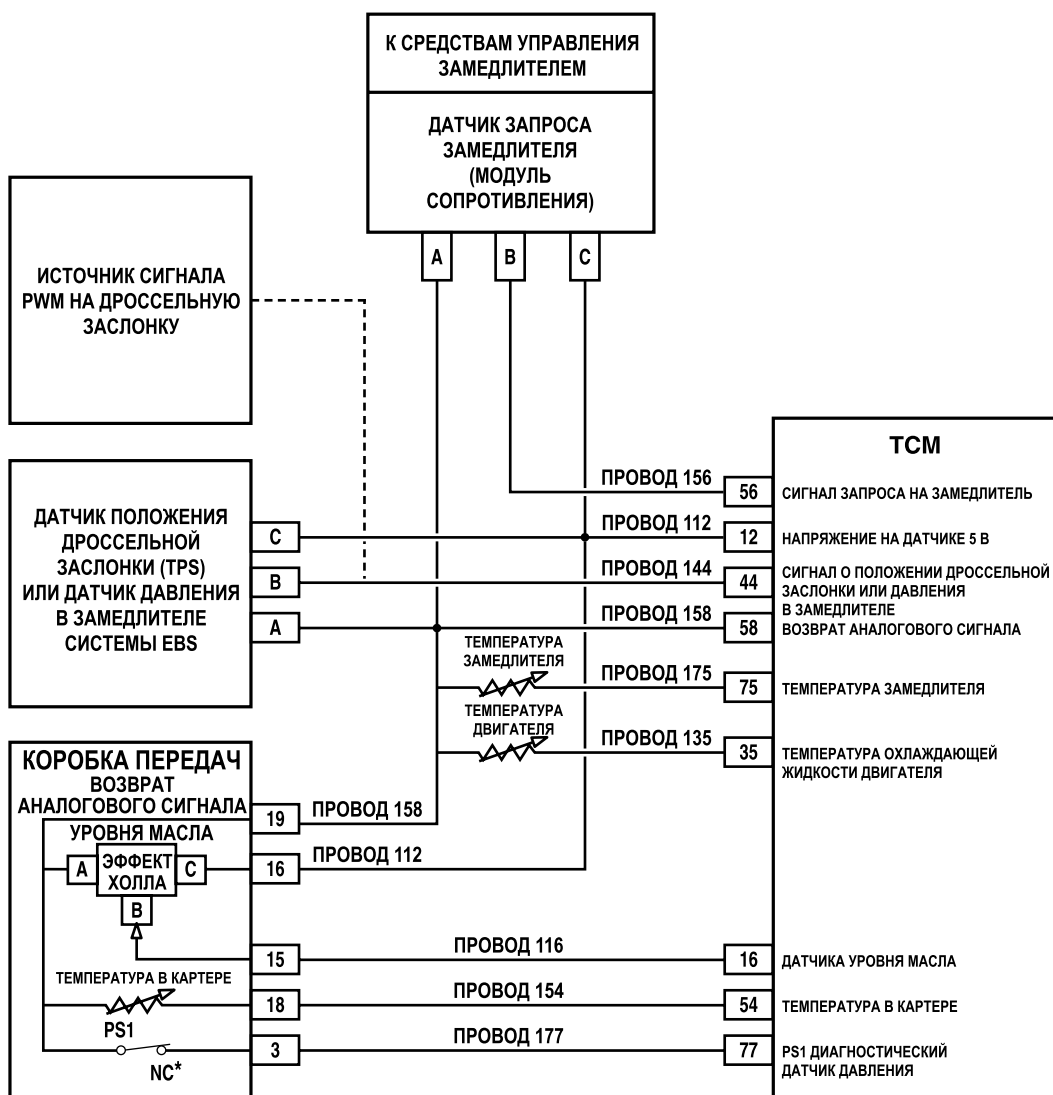 К СРЕДСТВАМ УПРАВЛЕНИЯ
ЗАМЕДЛИТЕЛЕМ
ДАТЧИК ЗАПРОСА
ЗАМЕДЛИТЕЛЯ
(МОДУЛЬ
СОПРОТИВЛЕНИЯ)
A
B
C
ИСТОЧНИК СИГНАЛА
PWM НА ДРОССЕЛЬНУЮ
ЗАСЛОНКУ
ДАТЧИК ПОЛОЖЕНИЯ
ДРОССЕЛЬНОЙ
ЗАСЛОНКИ (TPS)
ИЛИ ДАТЧИК ДАВЛЕНИЯ
В ЗАМЕДЛИТЕЛЕ
СИСТЕМЫ EBS
C
B
A
TCM
ПРОВОД 156
56
СИГНАЛ ЗАПРОСА НА ЗАМЕДЛИТЕЛЬ
ПРОВОД 112
12
НАПРЯЖЕНИЕ НА ДАТЧИКЕ 5 В
ПРОВОД 144
44
СИГНАЛ О ПОЛОЖЕНИИ ДРОССЕЛЬНОЙ
ЗАСЛОНКИ ИЛИ ДАВЛЕНИЯ
В ЗАМЕДЛИТЕЛЕ
ПРОВОД 158
58
ВОЗВРАТ АНАЛОГОВОГО СИГНАЛА
ТЕМПЕРАТУРА
ЗАМЕДЛИТЕЛЯ
ПРОВОД 175
75
ТЕМПЕРАТУРА ЗАМЕДЛИТЕЛЯ
ТЕМПЕРАТУРА
ДВИГАТЕЛЯ
ПРОВОД 135
35
ТЕМПЕРАТУРА ОХЛАЖДАЮЩЕЙ
ЖИДКОСТИ ДВИГАТЕЛЯ
КОРОБКА ПЕРЕДАЧ
ВОЗВРАТ
АНАЛОГОВОГО СИГНАЛА
19
ПРОВОД 158
УРОВНЯ МАСЛА
A
ЭФФЕКТ
ХОЛЛА
C
B
16
ПРОВОД 112
15
ПРОВОД 116
16
ДАТЧИКА УРОВНЯ МАСЛА
ТЕМПЕРАТУРА В КАРТЕРЕ
18
ПРОВОД 154
54
ТЕМПЕРАТУРА В КАРТЕРЕ
PS1
NC*
3
ПРОВОД 177
77
PS1 ДИАГНОСТИЧЕСКИЙ
ДАТЧИК ДАВЛЕНИЯ